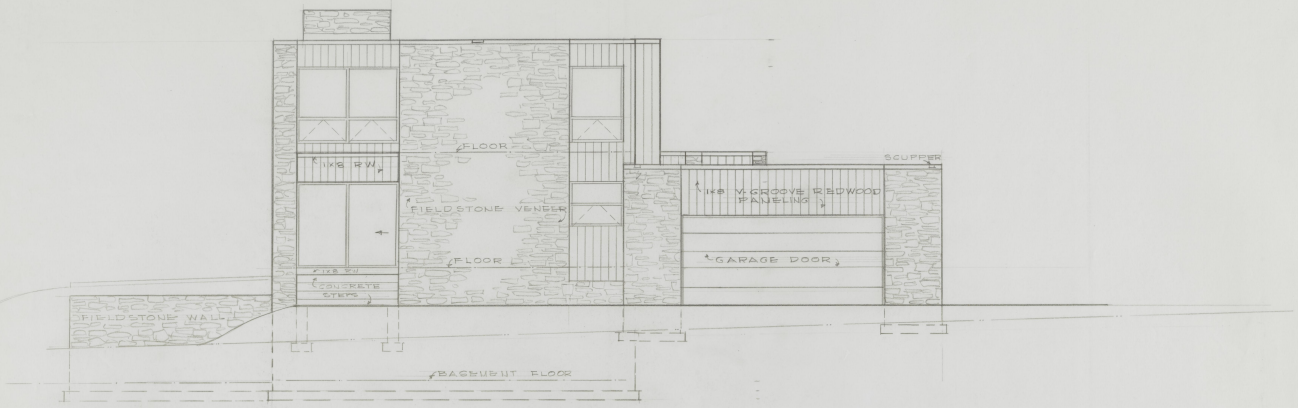 FLOOR
SCUPPER
1X8 RW
1X8 V-GROOVE REDWOOD
PANELING
FIELDSTONE VENEER
FLOOR
GARAGE DOOR
1X8 RW
CONCRETE
STEPS
FIELDSTONE WALL
BASEMENT FLOOR